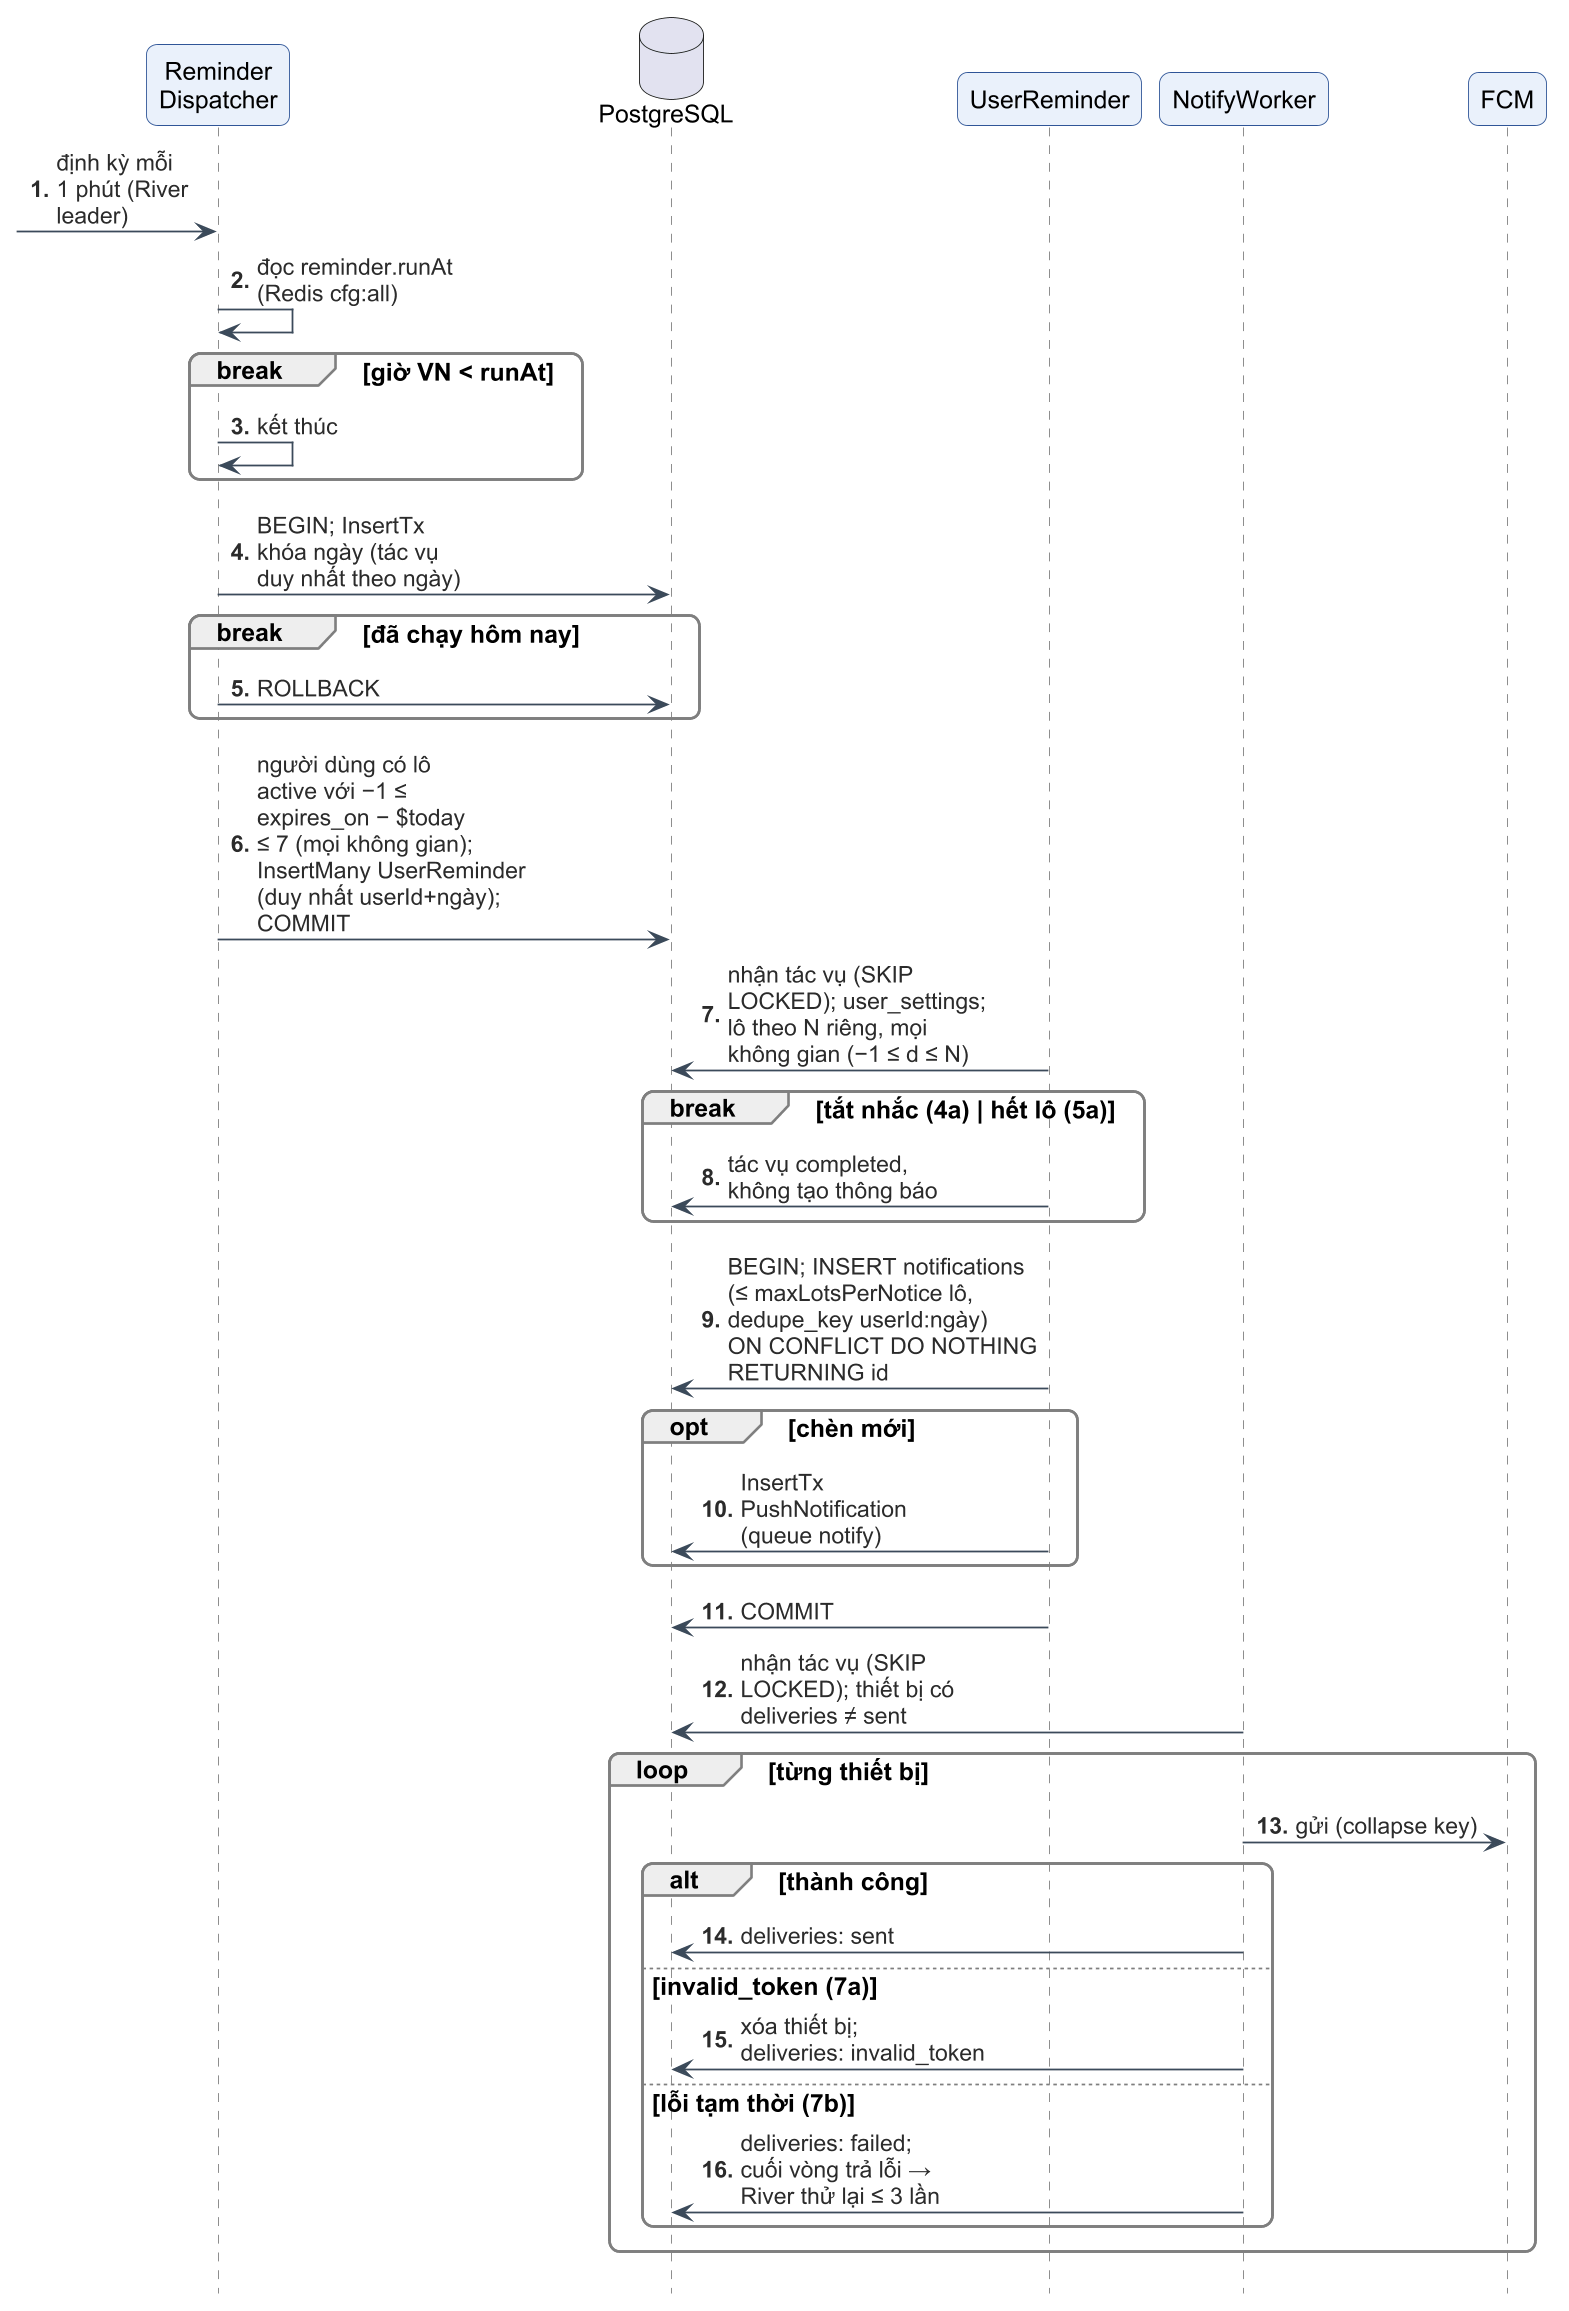 Reminder
Dispatcher
PostgreSQL
UserReminder
NotifyWorker
FCM
định kỳ mỗi
1. 1 phút (River
leader)
2. đọc reminder.runAt
(Redis cfg:all)
break [giờ VN < runAt]
3. kết thúc
BEGIN; InsertTx
4. khóa ngày (tác vụ
duy nhất theo ngày)
break [đã chạy hôm nay]
5. ROLLBACK
người dùng có lô
active với −1 ≤
expires_on − $today
6. ≤ 7 (mọi không gian);
InsertMany UserReminder
(duy nhất userId+ngày);
COMMIT
nhận tác vụ (SKIP
7. LOCKED); user_settings;
lô theo N riêng, mọi
không gian (−1 ≤ d ≤ N)
break [tắt nhắc (4a) | hết lô (5a)]
8. tác vụ completed,
không tạo thông báo
BEGIN; INSERT notifications
(≤ maxLotsPerNotice lô,
9. dedupe_key userId:ngày)
ON CONFLICT DO NOTHING
RETURNING id
opt [chèn mới]
InsertTx
10. PushNotification
(queue notify)
11. COMMIT
nhận tác vụ (SKIP
12. LOCKED); thiết bị có
deliveries ≠ sent
loop [từng thiết bị]
13. gửi (collapse key)
alt [thành công]
14. deliveries: sent
[invalid_token (7a)]
15. xóa thiết bị;
deliveries: invalid_token
[lỗi tạm thời (7b)]
deliveries: failed;
16. cuối vòng trả lỗi →
River thử lại ≤ 3 lần